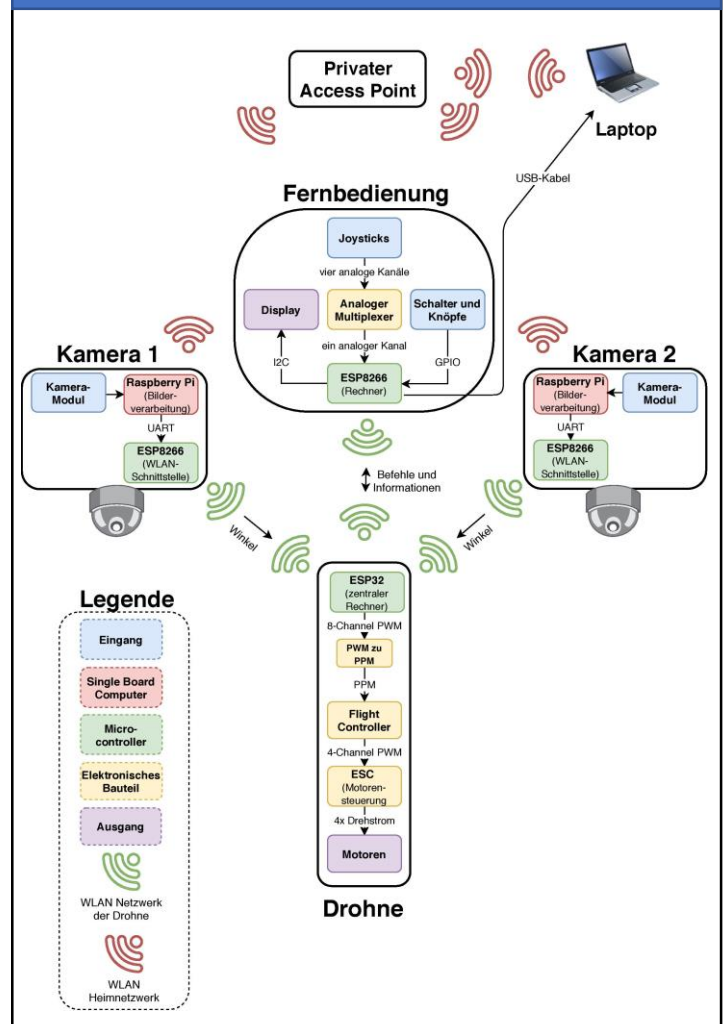 Privater
Access Point
Laptop
USB-Kabel
Fernbedienung
Joysticks
vier analoge Kanäle
Display
Analoger
Multiplexer
Schalter und
Knöpfe
I2C
ein analoger Kanal
GPIO
ESP8266
(Rechner)
Kamera 1
Kamera-
Modul
Raspberry Pi
(Bilder-
verarbeitung)
UART
ESP8266
(WLAN-
Schnittstelle)
Kamera 2
Raspberry Pi
(Bilder-
verarbeitung)
Kamera-
Modul
UART
ESP8266
(WLAN-
Schnittstelle)
Befehle und
Informationen
Winkel
Winkel
ESP32
(zentraler
Rechner)
8-Channel PWM
PWM zu
PPM
PPM
Flight
Controller
4-Channel PWM
ESC
(Motoren-
steuerung
4x Drehstrom
Motoren
Drohne
Legende
Eingang
Single Board
Computer
Micro-
controller
Elektronisches
Bauteil
Ausgang
WLAN Netzwerk
der Drohne
WLAN
Heimnetzwerk